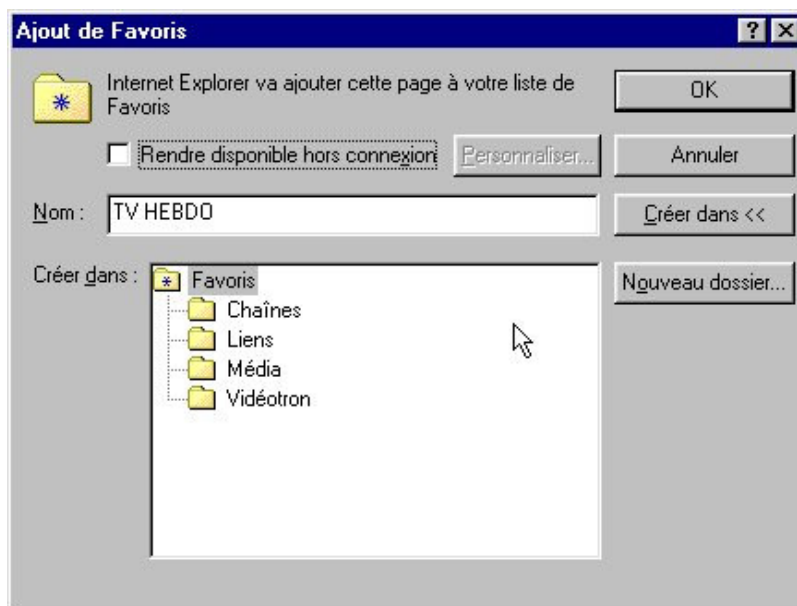 Ajout de Favoris
Internet Explorer va ajouter cette page à votre liste de
Favoris
OK
Rendre disponible hors connexion
Personnaliser...
Annuler
Nom :
TV HEBDO
Créer dans <<
Créer dans :
Favoris
Nouveau dossier...
Chaînes
Liens
Média
Vidéotron